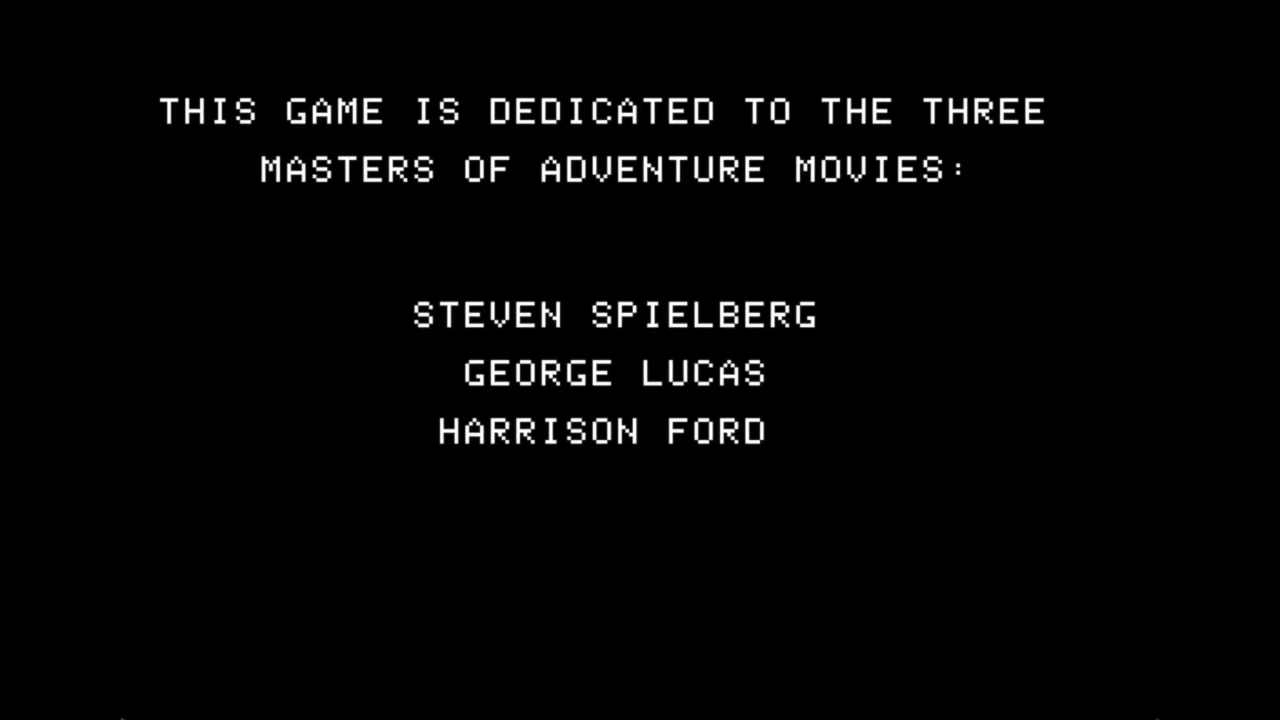 THIS GAME IS DEDICATED TO THE THREE
MASTERS OF ADVENTURE MOVIES:
STEVEN SPIELBERG
GEORGE LUCAS
HARRISON FORD